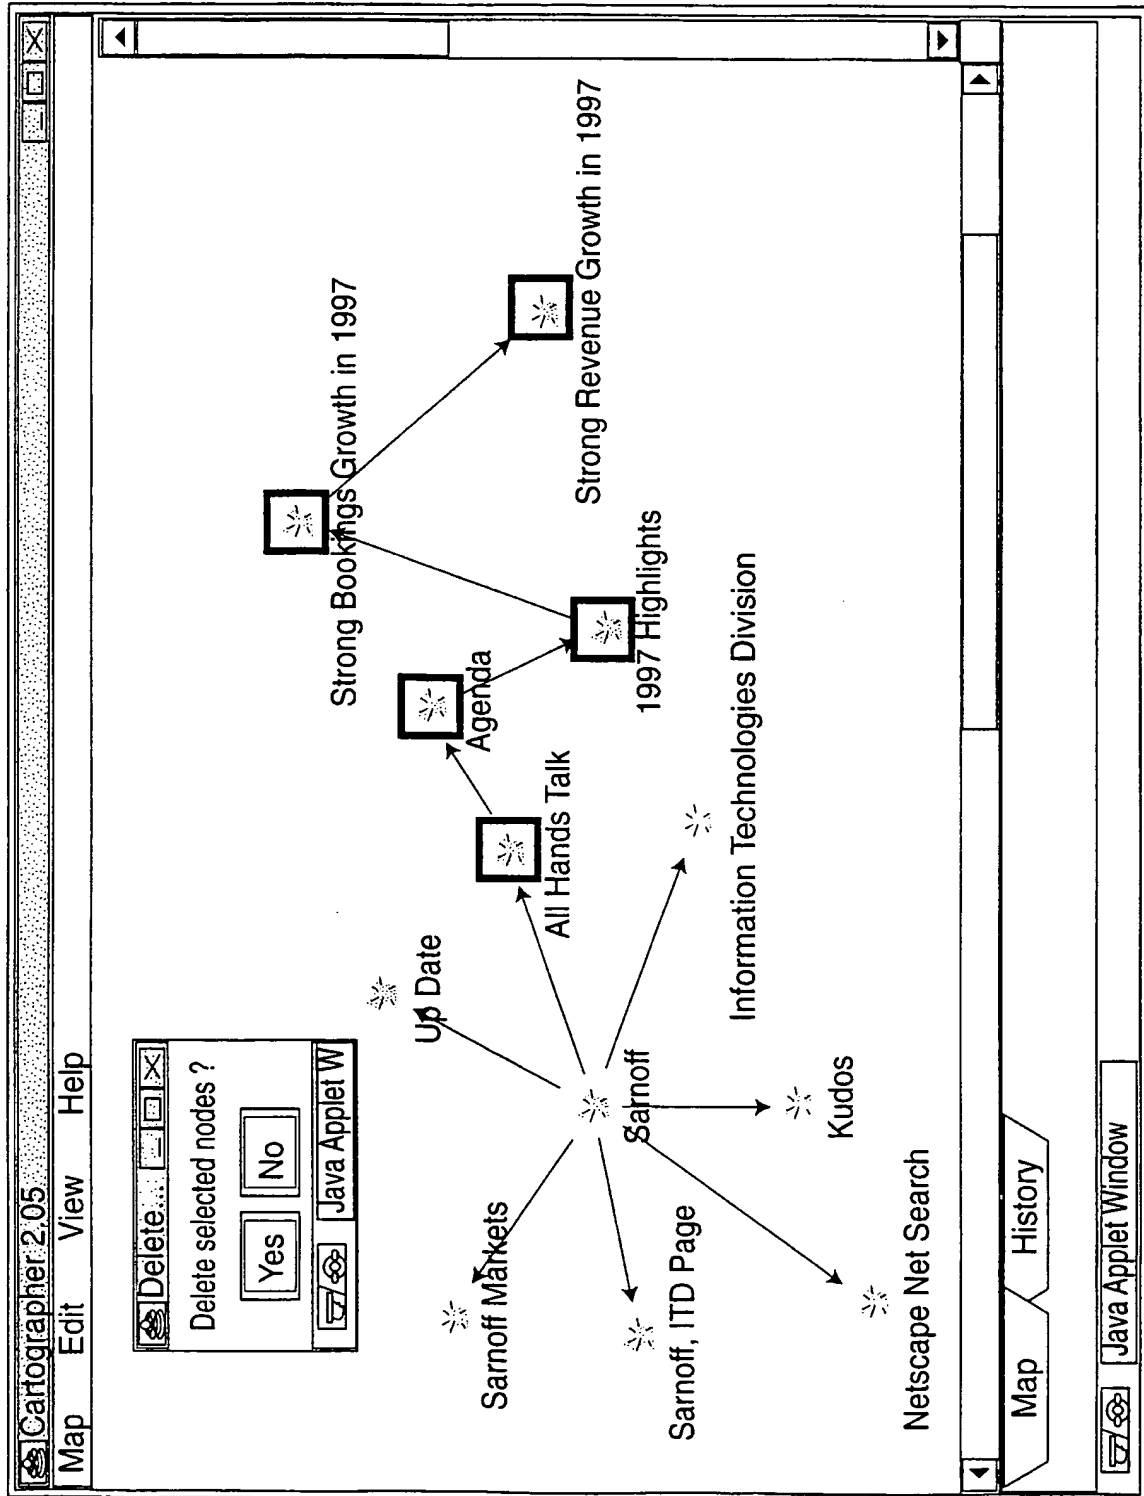 Cartographer 2.05
Map Edit View Help
Delete...
Delete selected nodes ?
Yes No
Java Applet W
Strong Bookings Growth in 1997
Up Date
Agenda
Sarnoff Markets
All Hands Talk
Strong Revenue Growth in 1997
Sarnoff
1997 Highlights
Sarnoff, ITD Page
Information Technologies Division
Kudos
Netscape Net Search
Map History
Java Applet Window